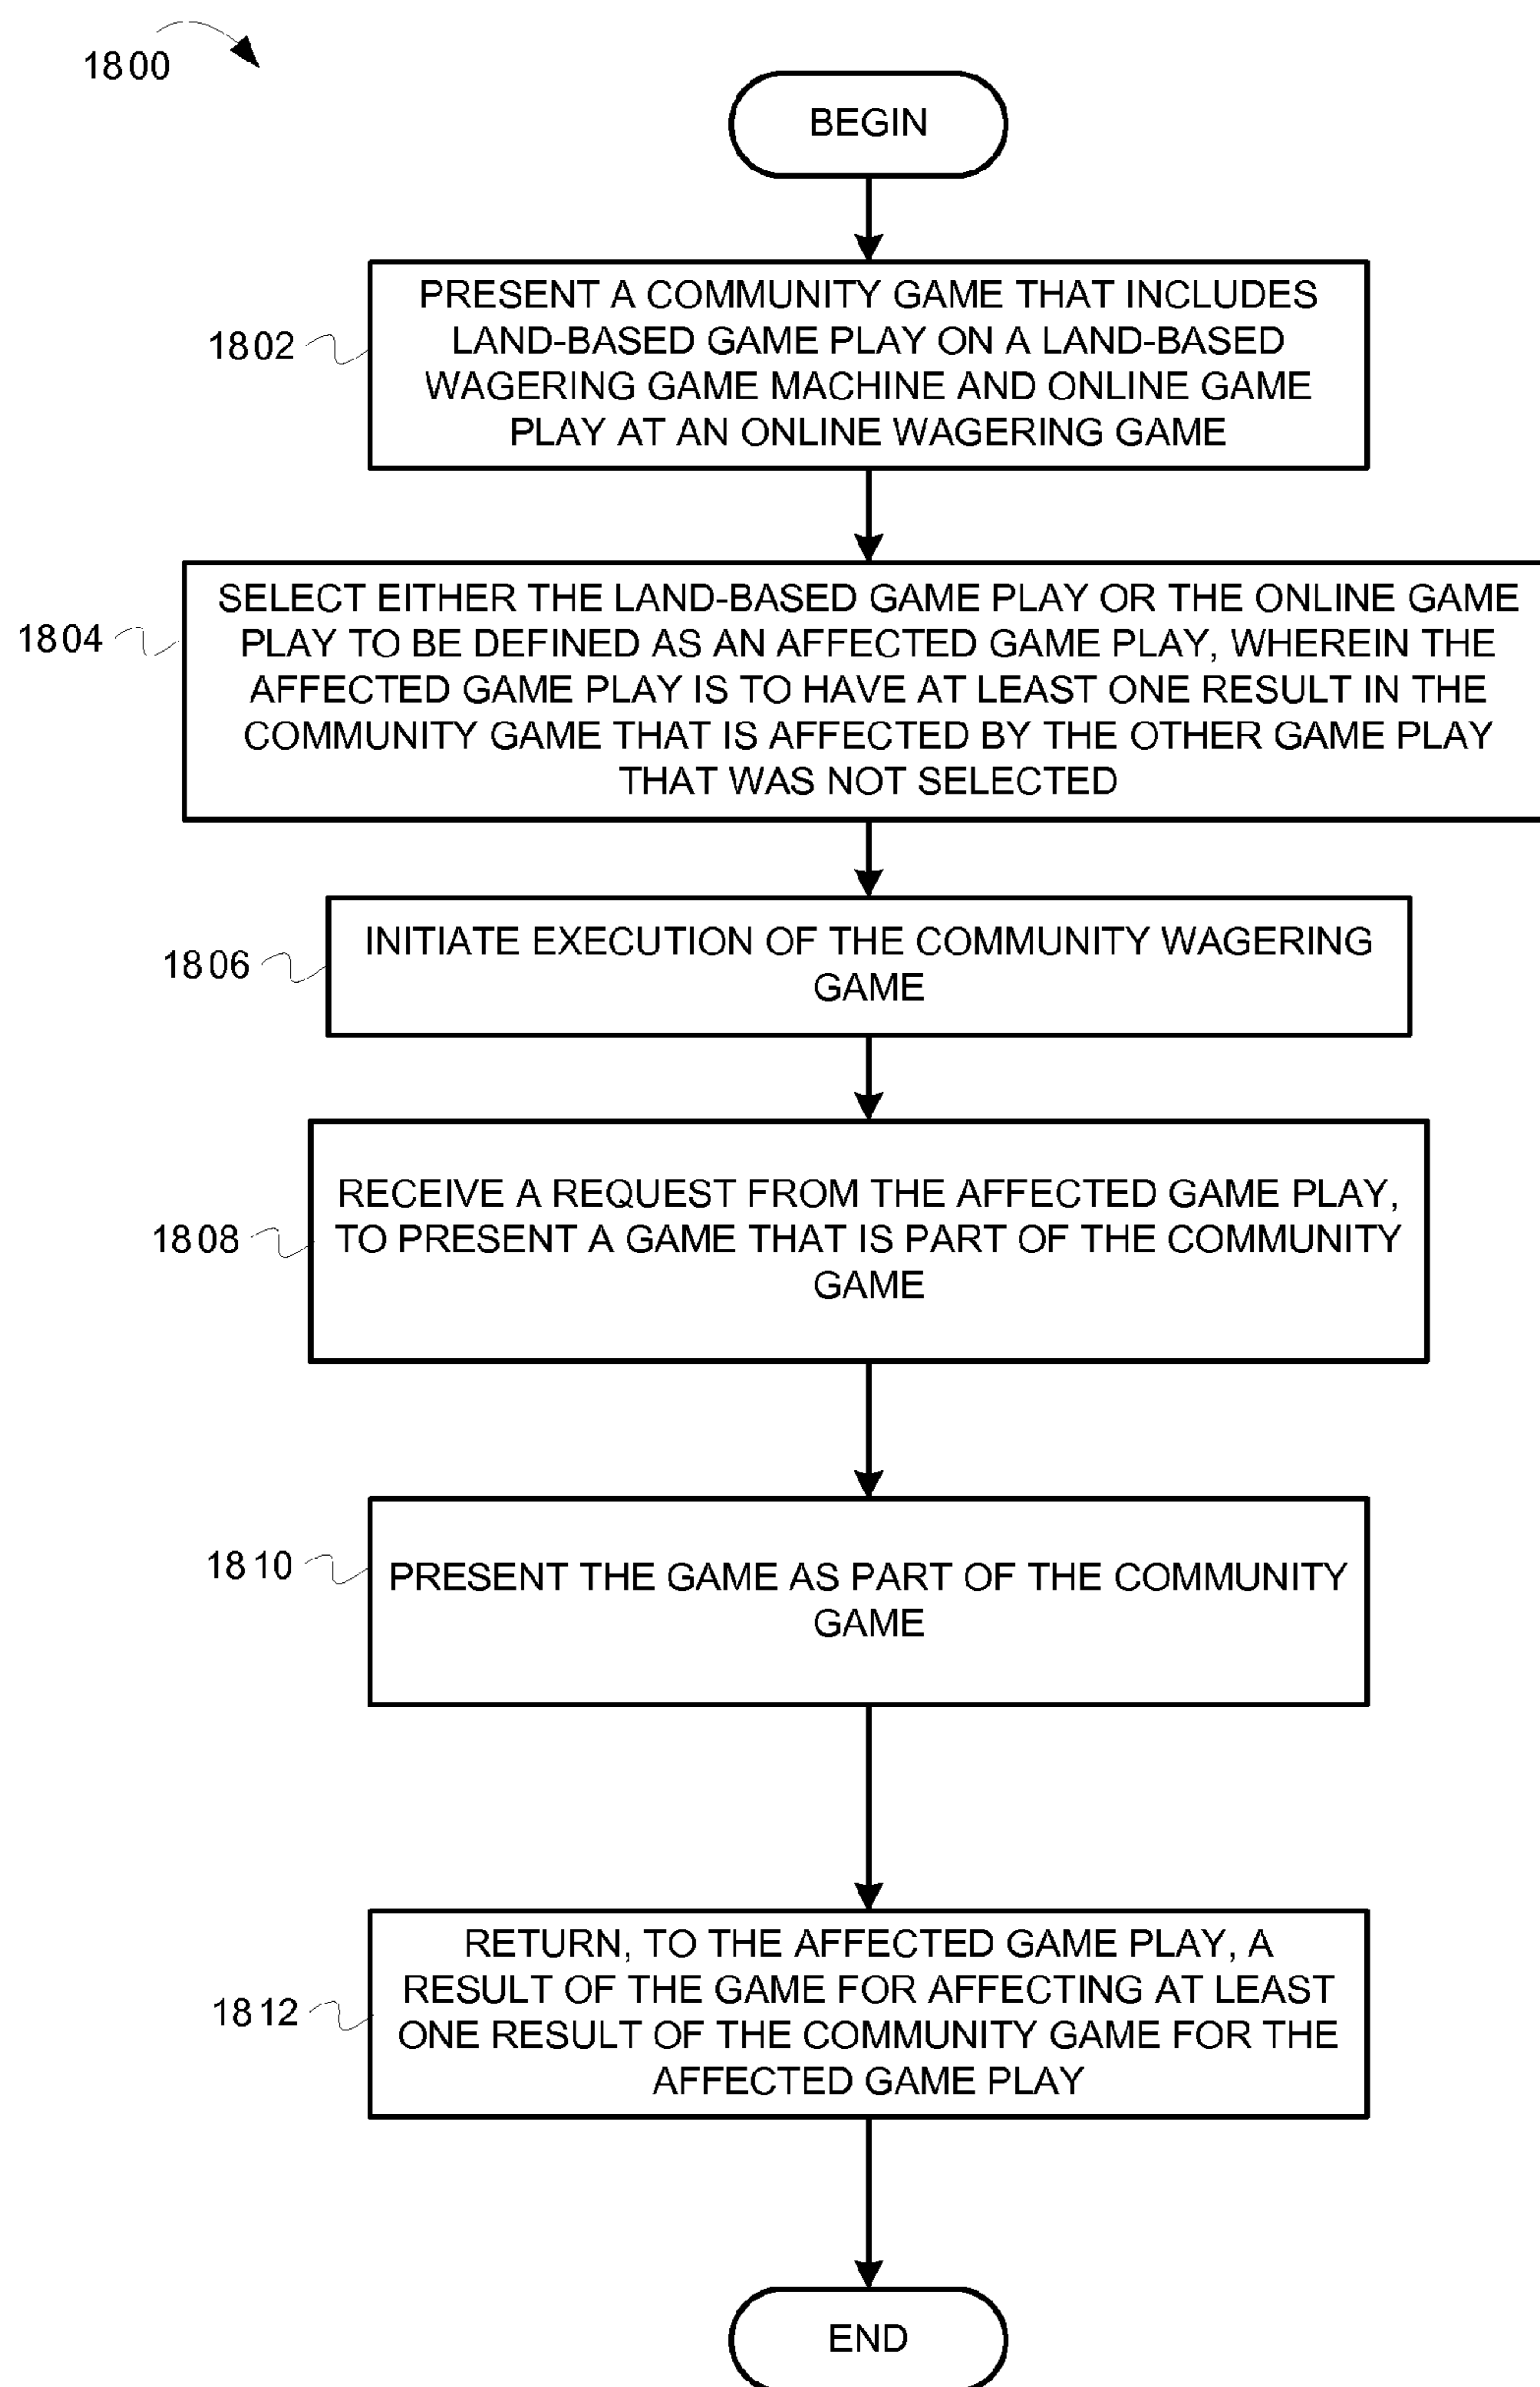 1800
BEGIN
1802
PRESENT A COMMUNITY GAME THAT INCLUDES
LAND-BASED GAME PLAY ON A LAND-BASED
WAGERING GAME MACHINE AND ONLINE GAME
PLAY AT AN ONLINE WAGERING GAME
1804
SELECT EITHER THE LAND-BASED GAME PLAY OR THE ONLINE GAME
PLAY TO BE DEFINED AS AN AFFECTED GAME PLAY, WHEREIN THE
AFFECTED GAME PLAY IS TO HAVE AT LEAST ONE RESULT IN THE
COMMUNITY GAME THAT IS AFFECTED BY THE OTHER GAME PLAY
THAT WAS NOT SELECTED
1806
INITIATE EXECUTION OF THE COMMUNITY WAGERING
GAME
1808
RECEIVE A REQUEST FROM THE AFFECTED GAME PLAY,
TO PRESENT A GAME THAT IS PART OF THE COMMUNITY
GAME
1810
PRESENT THE GAME AS PART OF THE COMMUNITY
GAME
1812
RETURN, TO THE AFFECTED GAME PLAY, A
RESULT OF THE GAME FOR AFFECTING AT LEAST
ONE RESULT OF THE COMMUNITY GAME FOR THE
AFFECTED GAME PLAY
END